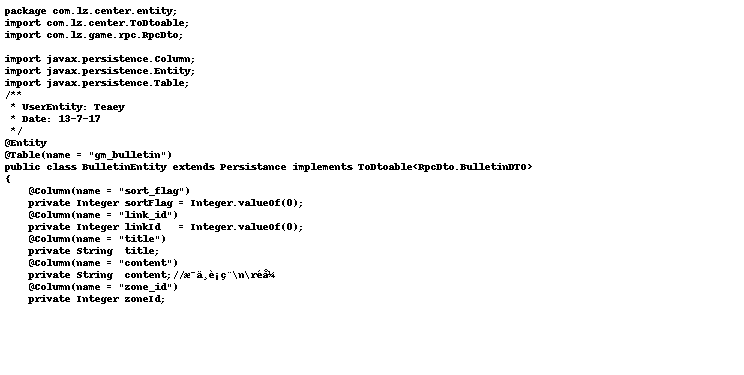 package com.lz.center.entity;
import com.lz.center.ToDtoable;
import com.lz.game.rpc.RpcDto;

import javax.persistence.Column;
import javax.persistence.Entity;
import javax.persistence.Table;
/**
 * UserEntity: Teaey
 * Date: 13-7-17
 */
@Entity
@Table(name = "gm_bulletin")
public class BulletinEntity extends Persistance implements ToDtoable<RpcDto.BulletinDTO>
{
    @Column(name = "sort_flag")
    private Integer sortFlag = Integer.valueOf(0);
    @Column(name = "link_id")
    private Integer linkId   = Integer.valueOf(0);
    @Column(name = "title")
    private String  title;
    @Column(name = "content")
    private String  content;//æ¯ä¸è¡ç¨\n\réå¼
    @Column(name = "zone_id")
    private Integer zoneId;